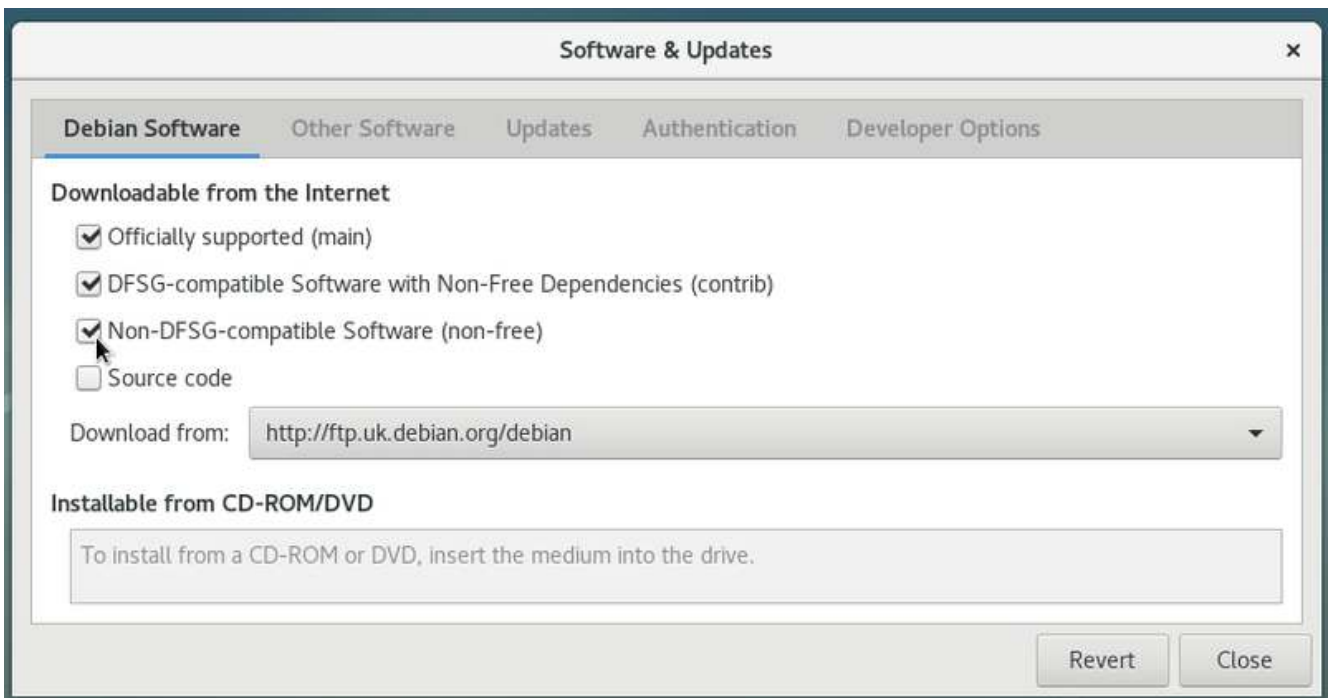 Software & Updates
Debian Software Other Software Updates Authentication Developer Options
Downloadable from the Internet
Officially supported (main)
DFSG-compatible Software with Non-Free Dependencies (contrib)
Non-DFSG-compatible Software (non-free)
Source code
Download from: http://ftp.uk.debian.org/debian
Installable from CD-ROM/DVD
To install from a CD-ROM or DVD, insert the medium into the drive.
Revert Close